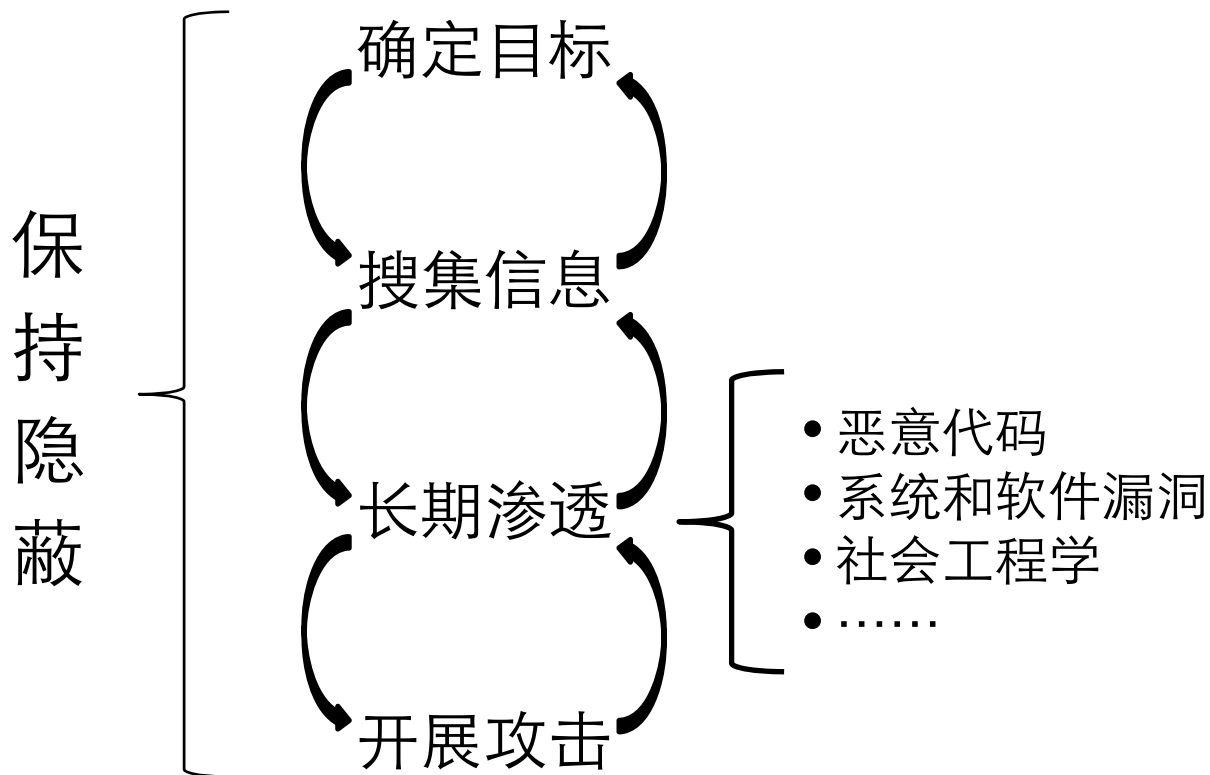 保持隐蔽
确定目标
搜集信息
长期渗透
开展攻击
• 恶意代码
• 系统和软件漏洞
• 社会工程学
• ……